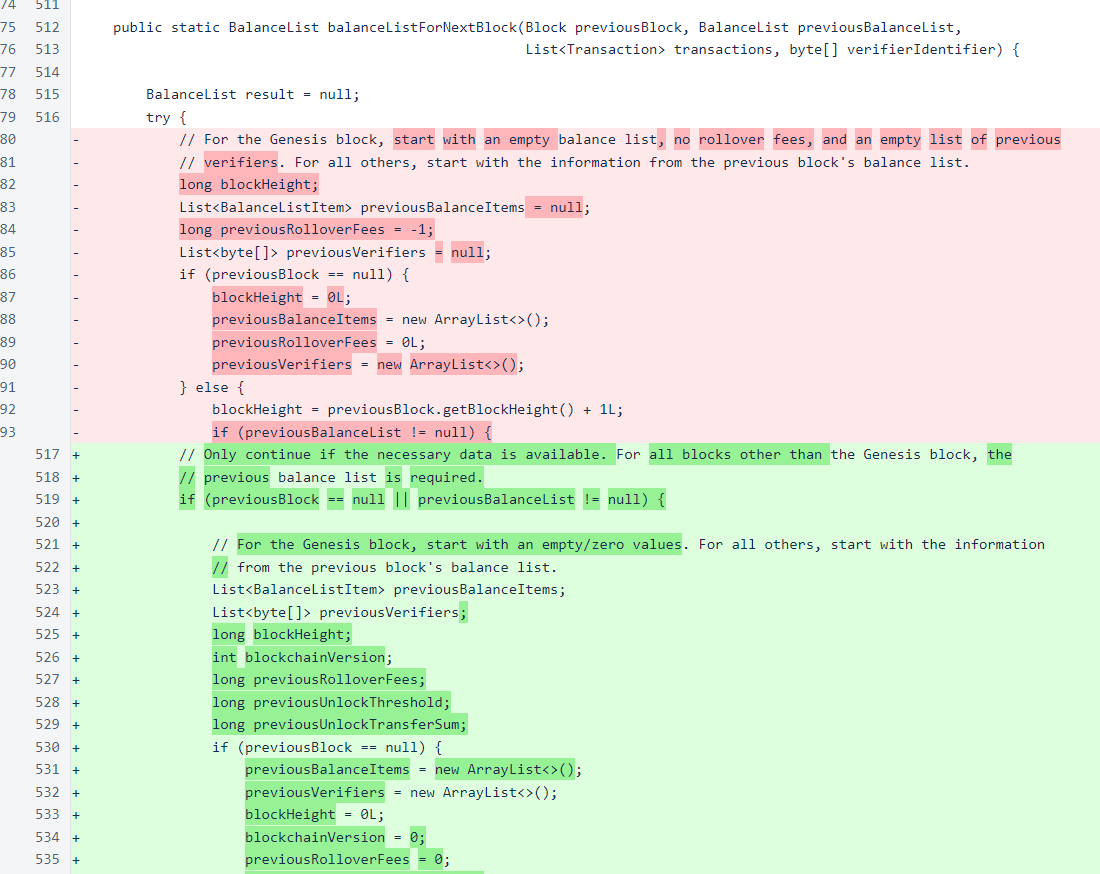 74 511
75 512 public static BalanceList balanceListForNextBlock(Block previousBlock, BalanceList previousBalanceList,
76 513 List<Transaction> transactions, byte[] verifierIdentifier) {
77 514
78 515 BalanceList result = null;
79 516 try {
80 - // For the Genesis block, start with an empty balance list, no rollover fees, and an empty list of previous
81 - // verifiers. For all others, start with the information from the previous block's balance list.
82 - long blockHeight;
83 - List<BalanceListItem> previousBalanceItems = null;
84 - long previousRolloverFees = -1;
85 - List<byte[]> previousVerifiers = null;
86 - if (previousBlock == null) {
87 - blockHeight = 0L;
88 - previousBalanceItems = new ArrayList<>();
89 - previousRolloverFees = 0L;
90 - previousVerifiers = new ArrayList<>();
91 - } else {
92 - blockHeight = previousBlock.getBlockHeight() + 1L;
93 - if (previousBalanceList != null) {
517 + // Only continue if the necessary data is available. For all blocks other than the Genesis block, the
518 + // previous balance list is required.
519 + if (previousBlock == null || previousBalanceList != null) {
520 +
521 + // For the Genesis block, start with an empty/zero values. For all others, start with the information
522 + // from the previous block's balance list.
523 + List<BalanceListItem> previousBalanceItems;
524 + List<byte[]> previousVerifiers;
525 + long blockHeight;
526 + int blockchainVersion;
527 + long previousRolloverFees;
528 + long previousUnlockThreshold;
529 + long previousUnlockTransferSum;
530 + if (previousBlock == null) {
531 + previousBalanceItems = new ArrayList<>();
532 + previousVerifiers = new ArrayList<>();
533 + blockHeight = 0L;
534 + blockchainVersion = 0;
535 + previousRolloverFees = 0;